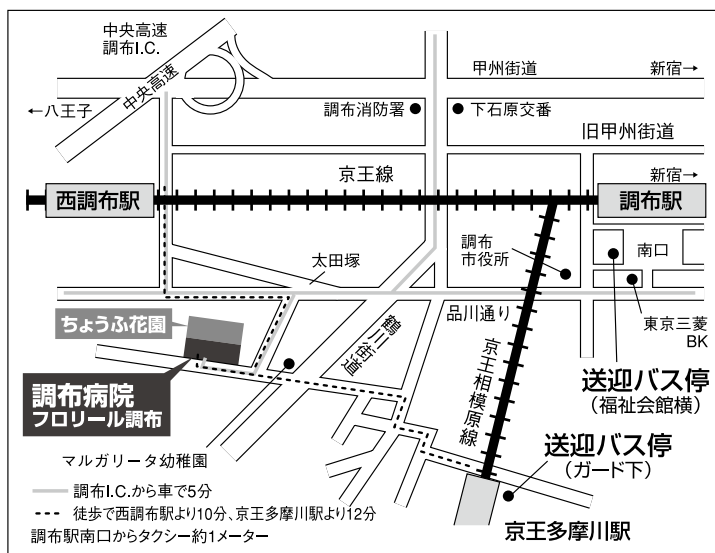 中央高速
調布I.C.
中央高速
甲州街道
新宿→
←八王子
調布消防署
下石原交番
旧甲州街道
京王線
新宿→
西調布駅
調布駅
太田塚
調布
市役所
南口
ちょうふ花園
鶴川街道
品川通り
東京三菱
BK
京王相模原線
調布病院
フロリール調布
送迎バス停
(福祉会館横)
マルガリータ幼稚園
送迎バス停
(ガード下)
京王多摩川駅
調布I.C.から車で5分
徒歩で西調布駅より10分、京王多摩川駅より12分
調布駅南口からタクシー約1メーター